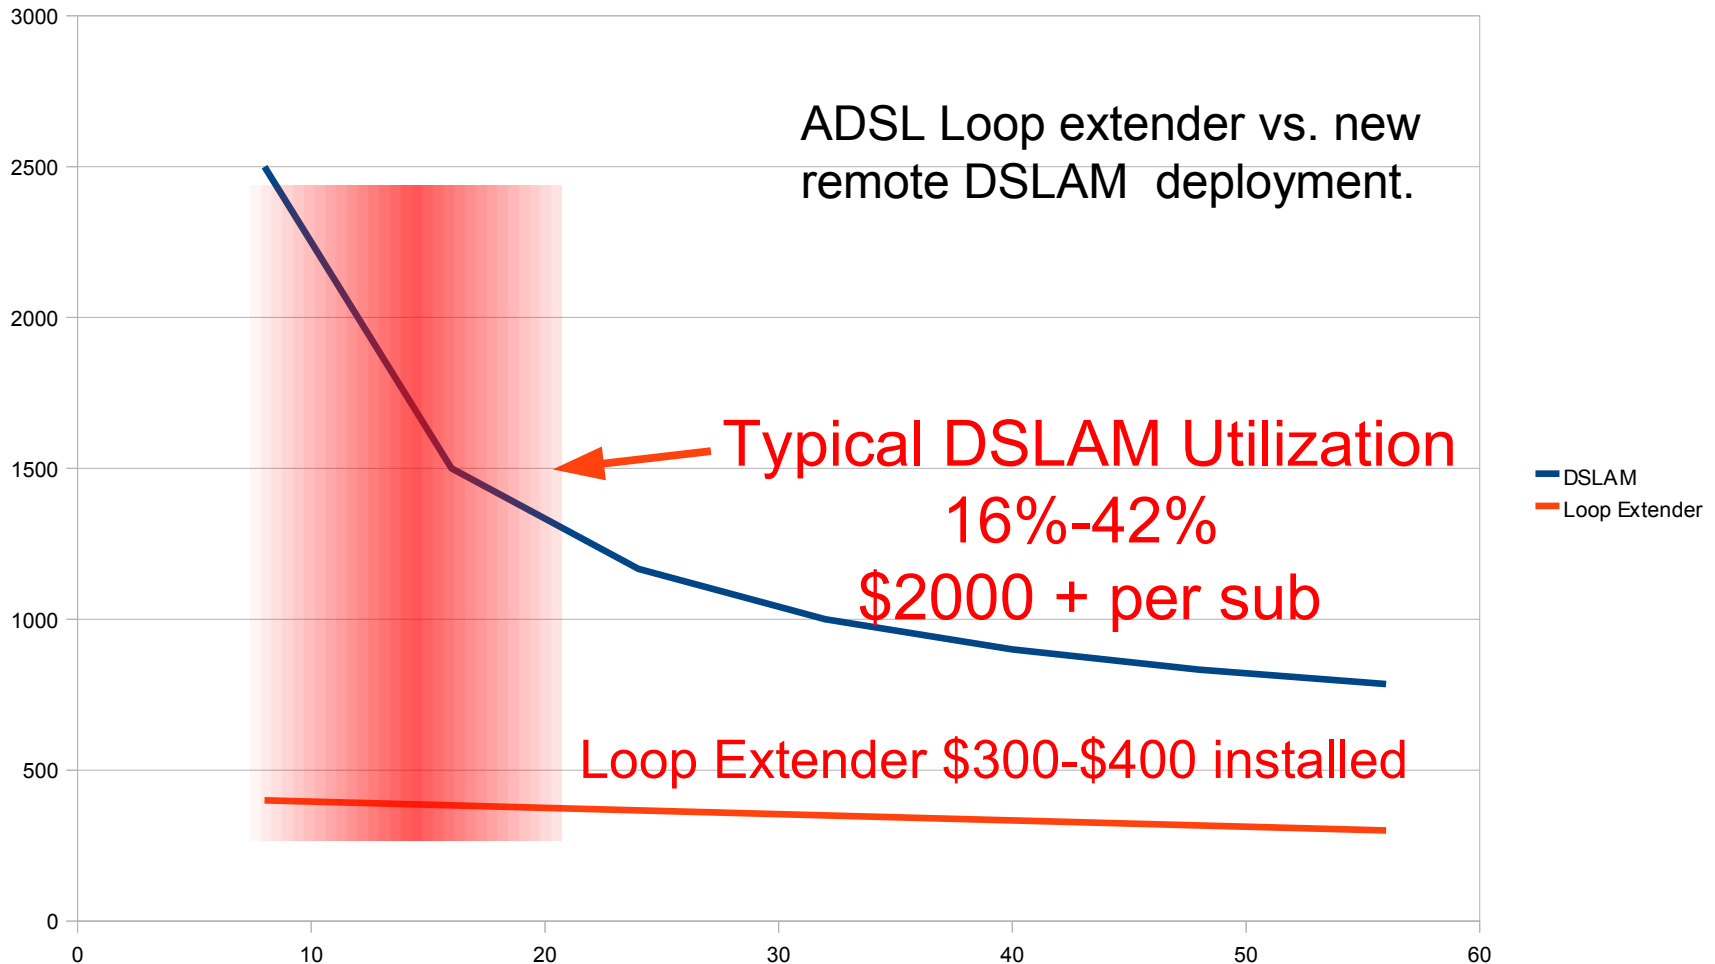 3000
2500
2000
1500
1000
500
0
0 10 20 30 40 50 60
ADSL Loop extender vs. new
remote DSLAM deployment.
Typical DSLAM Utilization
16%-42%
$2000 + per sub
Loop Extender $300-$400 installed
DSLAM
Loop Extender